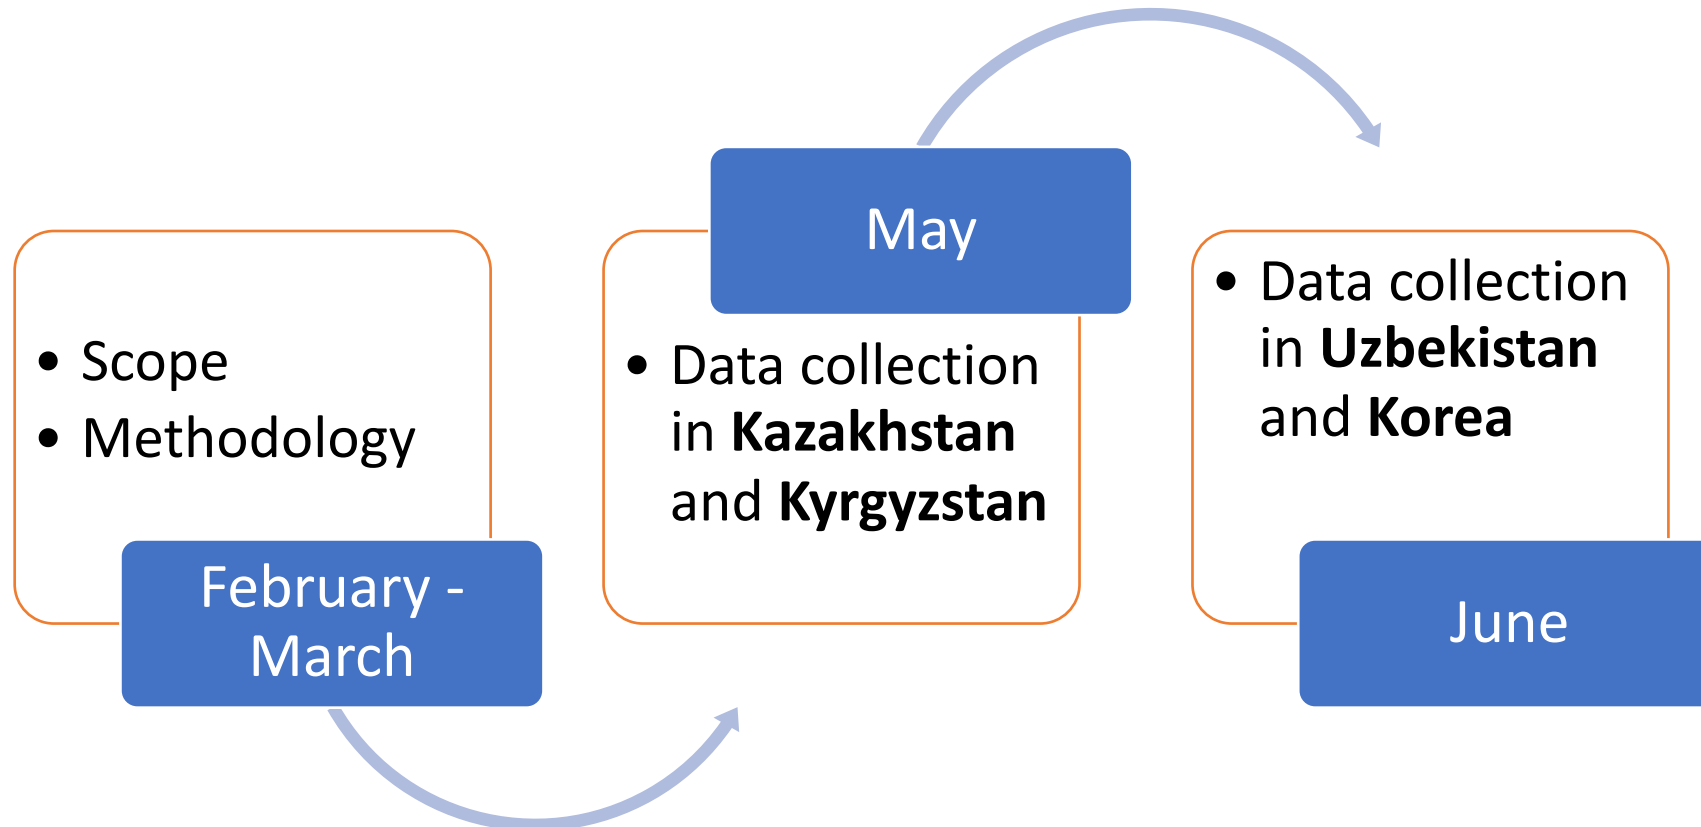 • Scope
• Methodology
February -
March
May
• Data collection
in Kazakhstan
and Kyrgyzstan
• Data collection
in Uzbekistan
and Korea
June